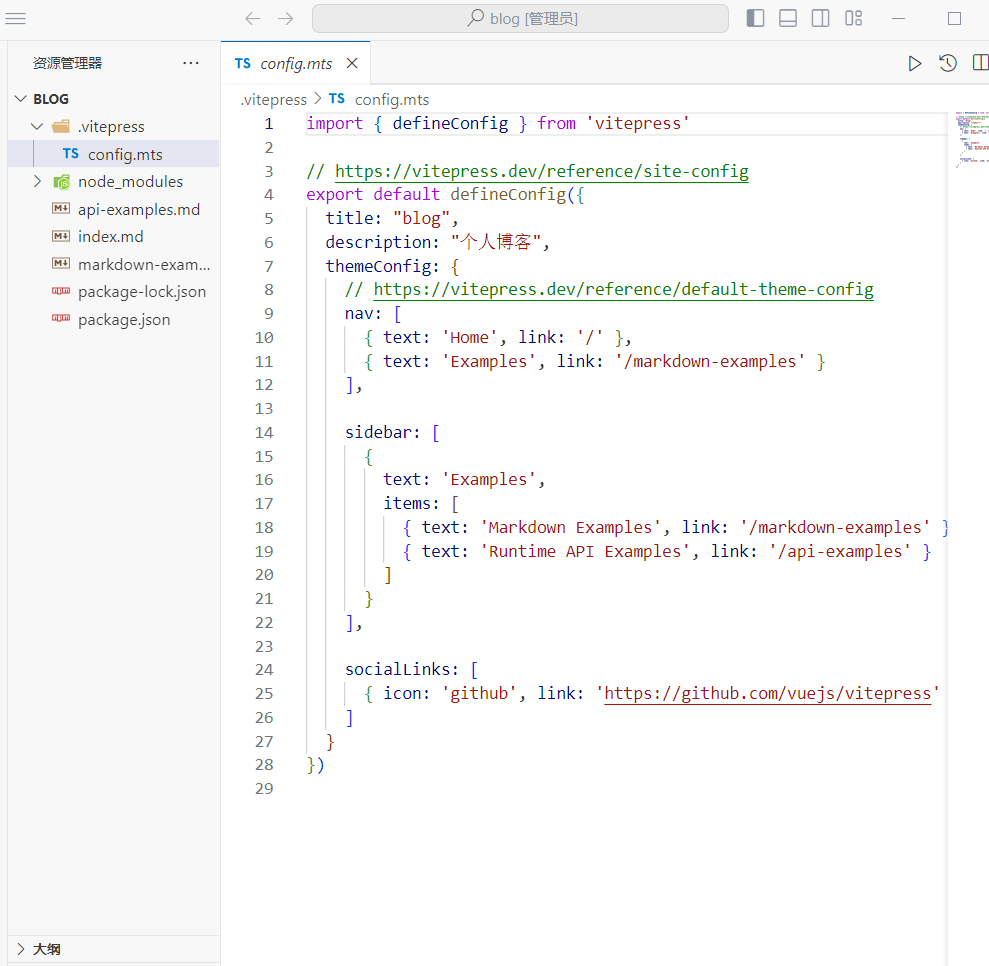 blog [管理员]
资源管理器 ...
TS config.mts
.vitepress > TS config.mts
BLOG
.vitepress
TS config.mts
node_modules
api-examples.md
index.md
markdown-exam...
package-lock.json
package.json
大纲
1 import { defineConfig } from 'vitepress'
2
3 // https://vitepress.dev/reference/site-config
4 export default defineConfig({
5   title: "blog",
6   description: "个人博客",
7   themeConfig: {
8     // https://vitepress.dev/reference/default-theme-config
9     nav: [
10       { text: 'Home', link: '/' },
11       { text: 'Examples', link: '/markdown-examples' }
12     ],
13
14     sidebar: [
15       {
16         text: 'Examples',
17         items: [
18           { text: 'Markdown Examples', link: '/markdown-examples' }
19           { text: 'Runtime API Examples', link: '/api-examples' }
20         ]
21       }
22     ],
23
24     socialLinks: [
25       { icon: 'github', link: 'https://github.com/vuejs/vitepress'
26     ]
27   }
28 })
29